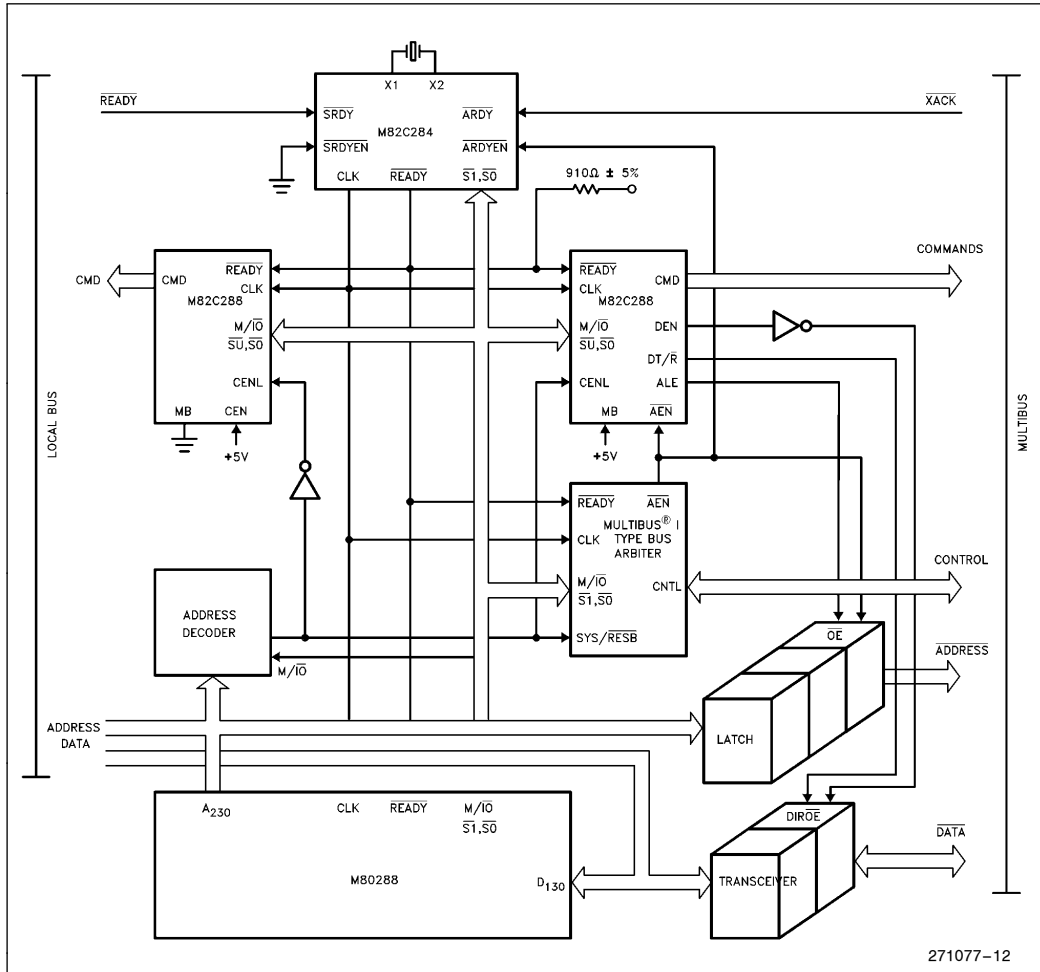 X1 X2
READY
SRDY
ARDY
XACK
M82C284
SRDYEN
ARDYEN
CLK READY S1,S0
910Ω ± 5%
COMMANDS
CMD
CMD
READY
CLK
M82C288
M/IO
SU,S0
CENL
MB CEN
+5V
READY
CLK
CMD
M82C288
M/IO
SU,S0
DEN
DT/R
CENL
ALE
MB AEN
+5V
LOCAL BUS
MULTIBUS
READY AEN
MULTIBUS® I
TYPE BUS
ARBITER
CLK
M/IO
S1,S0
CNTL
SYS/RESB
CONTROL
ADDRESS
DECODER
M/IO
OE
ADDRESS
LATCH
ADDRESS
DATA
A230
CLK READY M/IO
S1,S0
M80288
D130
DIROE
TRANSCEIVER
DATA
271077–12